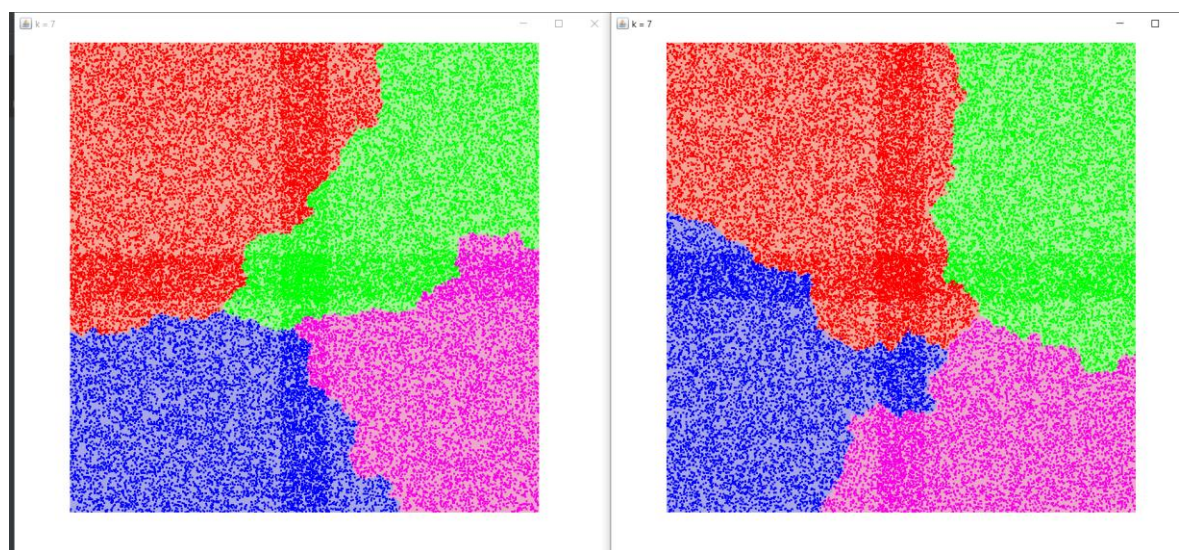 k = 7
k = 7